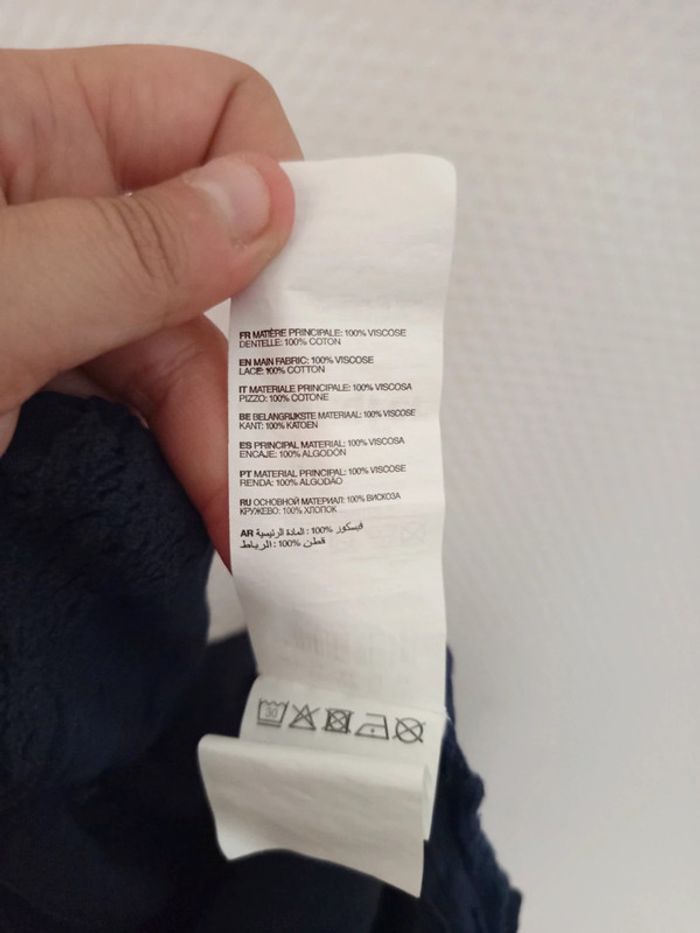 FR MATIÈRE PRINCIPALE: 100% VISCOSE
DENTELLE: 100% COTON
EN MAIN FABRIC: 100% VISCOSE
LACE: 100% COTTON
IT MATERIALE PRINCIPALE: 100% VISCOSA
PIZZO: 100% COTONE
BE BELANGRIJKSTE MATERIAAL: 100% VISCOSE
KANT: 100% KATOEN
ES PRINCIPAL MATERIAL: 100% VISCOSA
ENCAJE: 100% ALGODÓN
PT MATERIAL PRINCIPAL: 100% VISCOSE
RENDA: 100% ALGODÃO
RU ОСНОВНОЙ МАТЕРИАЛ: 100% ВИСКОЗА
КРУЖЕВО: 100% ХЛОПОК
AR فيسكوز 100% : المادة الرئيسية
قطن 100% : الرباط
30